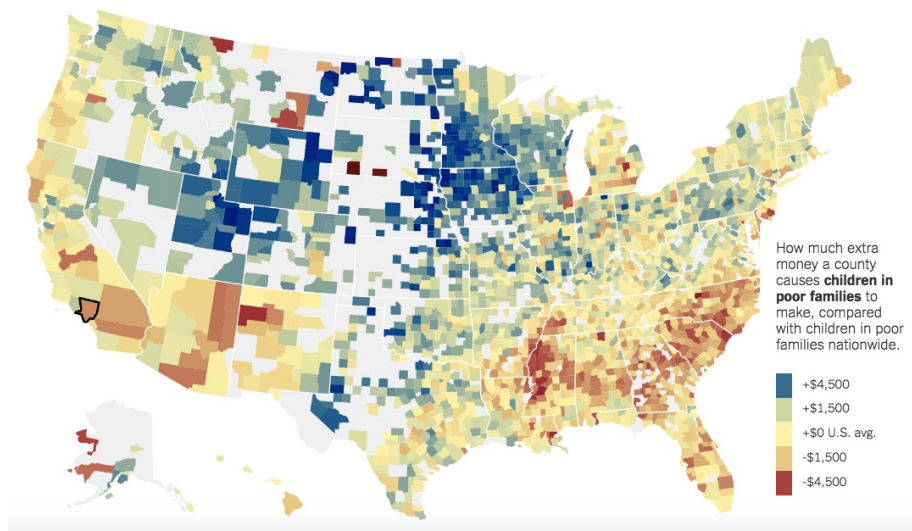 How much extra
money a county
causes children in
poor families to
make, compared
with children in poor
families nationwide.
+$4,500
+$1,500
+$0 U.S. avg.
-$1,500
-$4,500